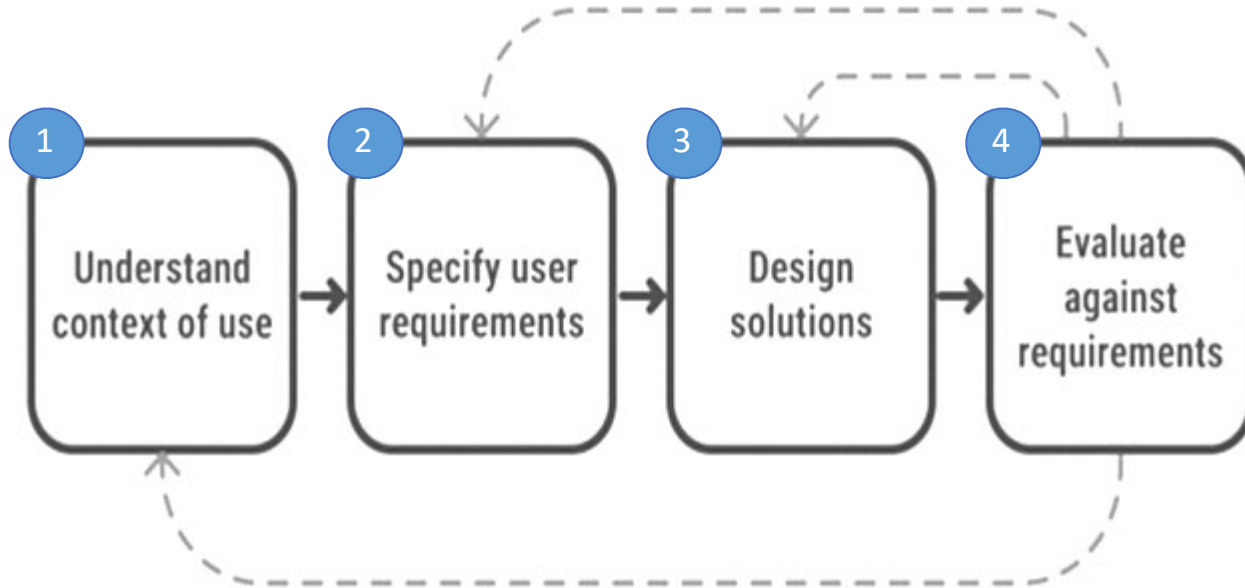 1
Understand
context of use
2
Specify user
requirements
3
Design
solutions
4
Evaluate
against
requirements